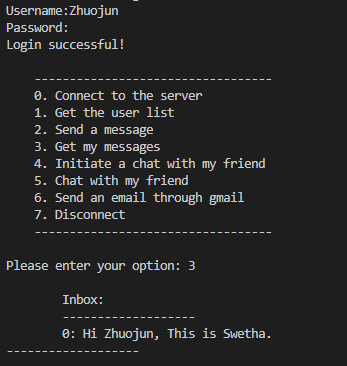 Username:Zhuojun
Password:
Login successful!
----------------------------------
0. Connect to the server
1. Get the user list
2. Send a message
3. Get my messages
4. Initiate a chat with my friend
5. Chat with my friend
6. Send an email through gmail
7. Disconnect
----------------------------------
Please enter your option: 3
Inbox:
-------------------
0: Hi Zhuojun, This is Swetha.
-------------------